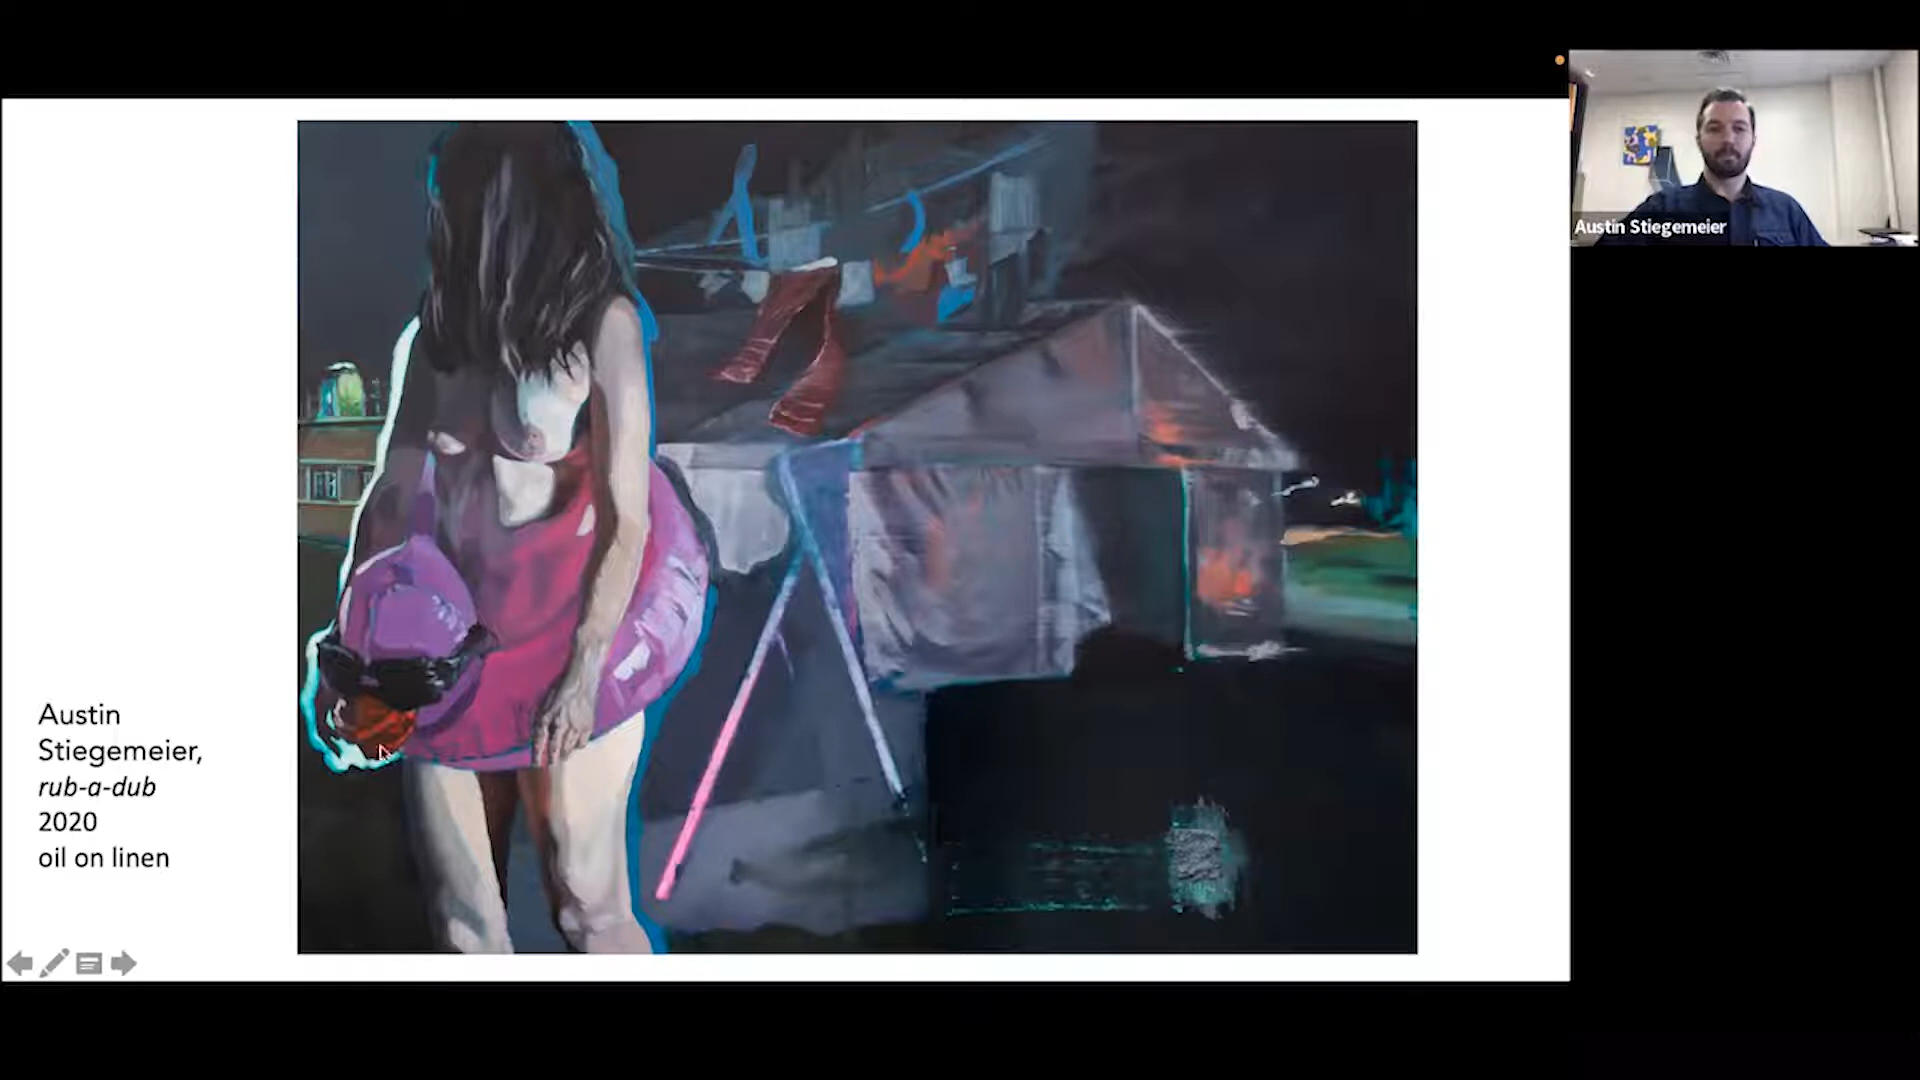 Austin Stiegemeier
Austin
Stiegemeier,
rub-a-dub
2020
oil on linen